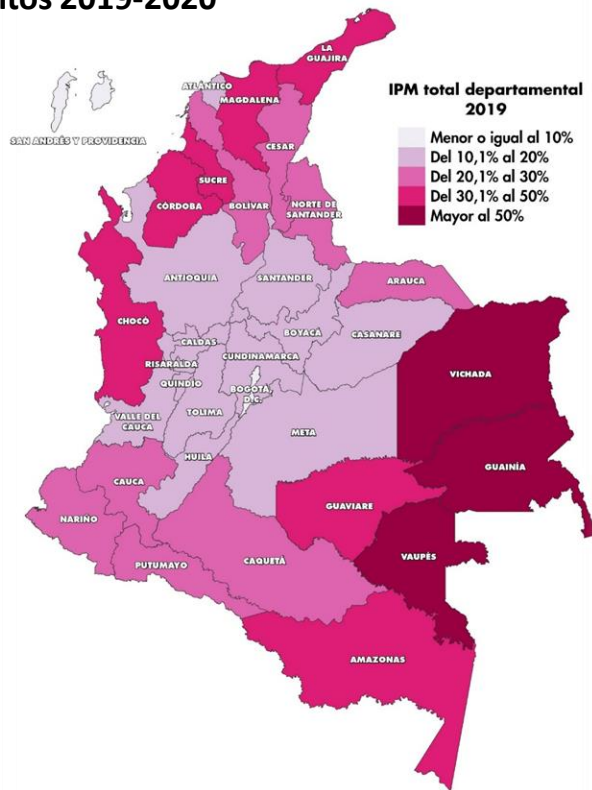 2019-2020
IPM total departamental
2019
Menor o igual al 10%
Del 10,1% al 20%
Del 20,1% al 30%
Del 30,1% al 50%
Mayor al 50%
LA
GUAJIRA
ATLÁNTICO
MAGDALENA
SAN ANDRÉS Y PROVIDENCIA
CESAR
SUCRE
CÓRDOBA
BOLÍVAR
NORTE DE
SANTANDER
ANTIOQUIA
SANTANDER
ARAUCA
CHOCÓ
BOYACÁ
CASANARE
CALDAS
CUNDINAMARCA
RISARALDA
VICHADA
QUINDÍO
BOGOTÁ,
D.C.
TOLIMA
VALLE DEL
CAUCA
META
HUILA
GUAINÍA
CAUCA
GUAVIARE
NARIÑO
VAUPÉS
CAQUETÁ
PUTUMAYO
AMAZONAS